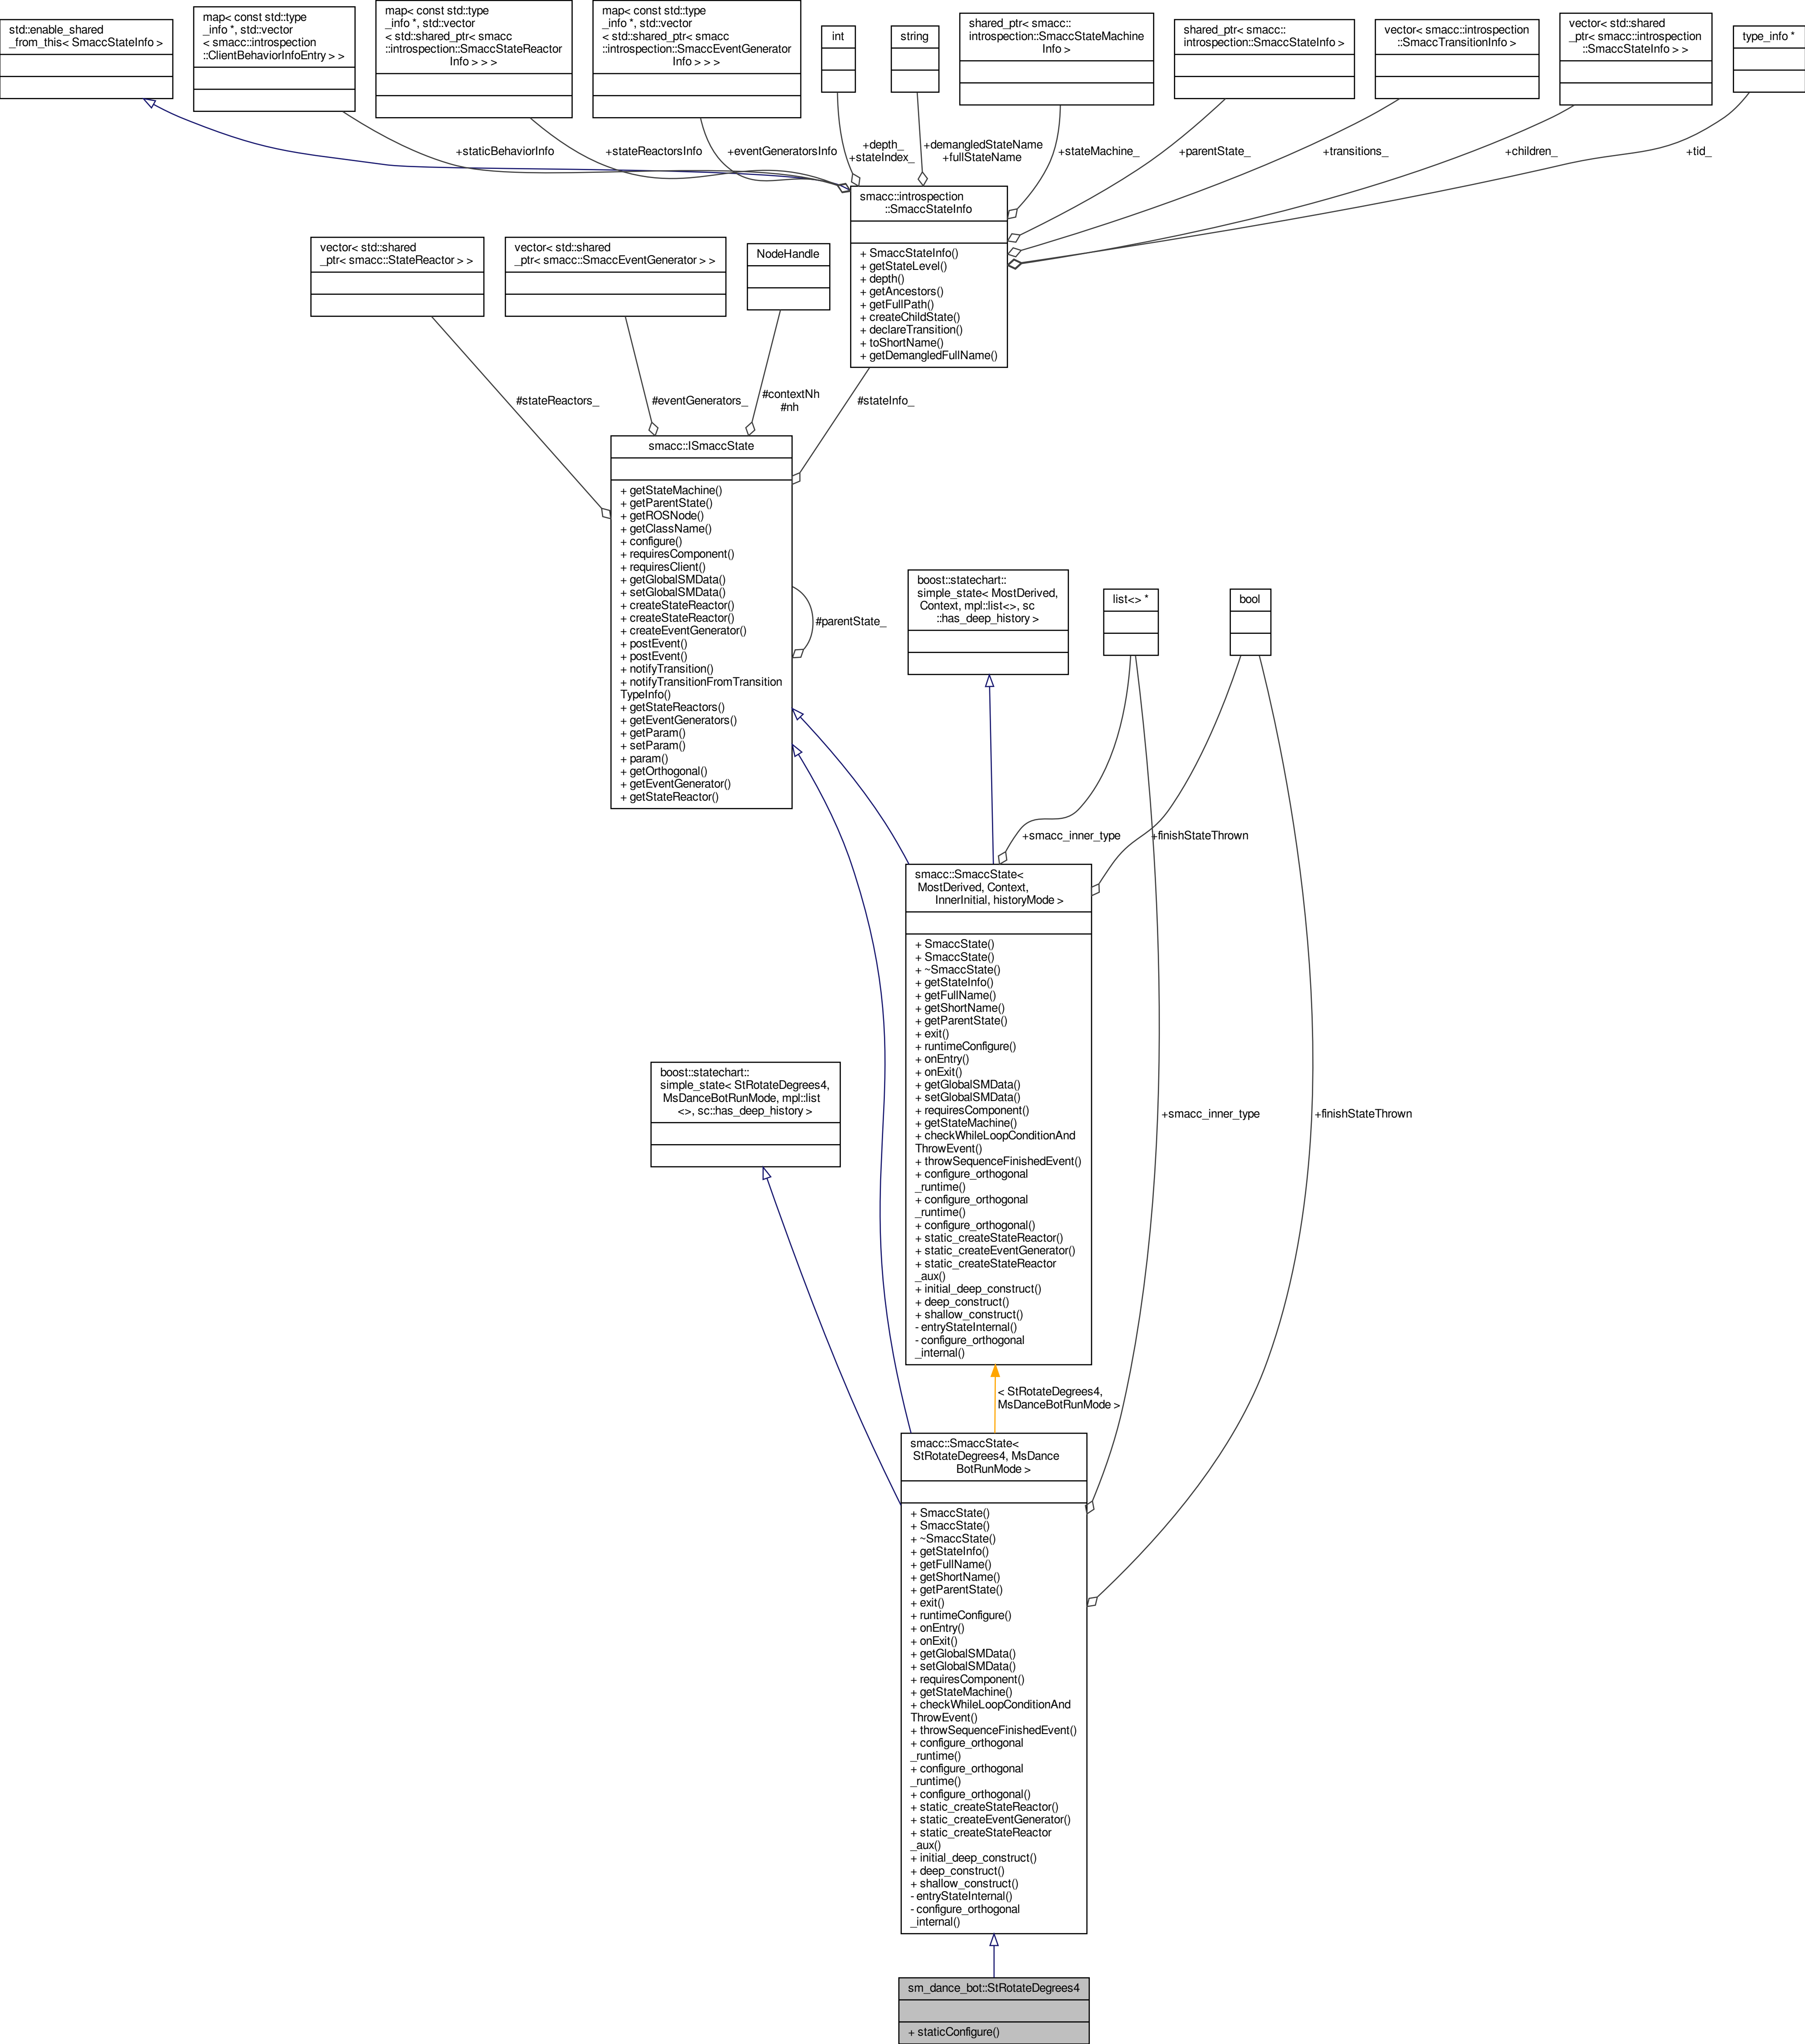 std::enable_shared
_from_this< SmaccStateInfo >
map< const std::type
_info *, std::vector
< smacc::introspection
::ClientBehaviorInfoEntry > >
map< const std::type
_info *, std::vector
< std::shared_ptr< smacc
::introspection::SmaccStateReactor
Info > > >
map< const std::type
_info *, std::vector
< std::shared_ptr< smacc
::introspection::SmaccEventGenerator
Info > > >
int
string
shared_ptr< smacc::
introspection::SmaccStateMachine
Info >
shared_ptr< smacc::
introspection::SmaccStateInfo >
vector< smacc::introspection
::SmaccTransitionInfo >
vector< std::shared
_ptr< smacc::introspection
::SmaccStateInfo > >
type_info *
+staticBehaviorInfo
+stateReactorsInfo
+eventGeneratorsInfo
+depth_
+stateIndex_
+demangledStateName
+fullStateName
+stateMachine_
+parentState_
+transitions_
+children_
+tid_
smacc::introspection
::SmaccStateInfo
+ SmaccStateInfo()
+ getStateLevel()
+ depth()
+ getAncestors()
+ getFullPath()
+ createChildState()
+ declareTransition()
+ toShortName()
+ getDemangledFullName()
vector< std::shared
_ptr< smacc::StateReactor > >
vector< std::shared
_ptr< smacc::SmaccEventGenerator > >
NodeHandle
#stateReactors_
#eventGenerators_
#contextNh
#nh
#stateInfo_
smacc::ISmaccState
+ getStateMachine()
+ getParentState()
+ getROSNode()
+ getClassName()
+ configure()
+ requiresComponent()
+ requiresClient()
+ getGlobalSMData()
+ setGlobalSMData()
+ createStateReactor()
+ createStateReactor()
+ createEventGenerator()
+ postEvent()
+ postEvent()
+ notifyTransition()
+ notifyTransitionFromTransition
TypeInfo()
+ getStateReactors()
+ getEventGenerators()
+ getParam()
+ setParam()
+ param()
+ getOrthogonal()
+ getEventGenerator()
+ getStateReactor()
#parentState_
boost::statechart::
simple_state< MostDerived,
Context, mpl::list<>, sc
::has_deep_history >
list<> *
bool
+smacc_inner_type
+finishStateThrown
smacc::SmaccState<
MostDerived, Context,
InnerInitial, historyMode >
+ SmaccState()
+ SmaccState()
+ ~SmaccState()
+ getStateInfo()
+ getFullName()
+ getShortName()
+ getParentState()
+ exit()
+ runtimeConfigure()
+ onEntry()
+ onExit()
+ getGlobalSMData()
+ setGlobalSMData()
+ requiresComponent()
+ getStateMachine()
+ checkWhileLoopConditionAnd
ThrowEvent()
+ throwSequenceFinishedEvent()
+ configure_orthogonal
_runtime()
+ configure_orthogonal
_runtime()
+ configure_orthogonal()
+ static_createStateReactor()
+ static_createEventGenerator()
+ static_createStateReactor
_aux()
+ initial_deep_construct()
+ deep_construct()
+ shallow_construct()
- entryStateInternal()
- configure_orthogonal
_internal()
boost::statechart::
simple_state< StRotateDegrees4,
MsDanceBotRunMode, mpl::list
<>, sc::has_deep_history >
+smacc_inner_type
+finishStateThrown
< StRotateDegrees4,
MsDanceBotRunMode >
smacc::SmaccState<
StRotateDegrees4, MsDance
BotRunMode >
+ SmaccState()
+ SmaccState()
+ ~SmaccState()
+ getStateInfo()
+ getFullName()
+ getShortName()
+ getParentState()
+ exit()
+ runtimeConfigure()
+ onEntry()
+ onExit()
+ getGlobalSMData()
+ setGlobalSMData()
+ requiresComponent()
+ getStateMachine()
+ checkWhileLoopConditionAnd
ThrowEvent()
+ throwSequenceFinishedEvent()
+ configure_orthogonal
_runtime()
+ configure_orthogonal
_runtime()
+ configure_orthogonal()
+ static_createStateReactor()
+ static_createEventGenerator()
+ static_createStateReactor
_aux()
+ initial_deep_construct()
+ deep_construct()
+ shallow_construct()
- entryStateInternal()
- configure_orthogonal
_internal()
sm_dance_bot::StRotateDegrees4
+ staticConfigure()